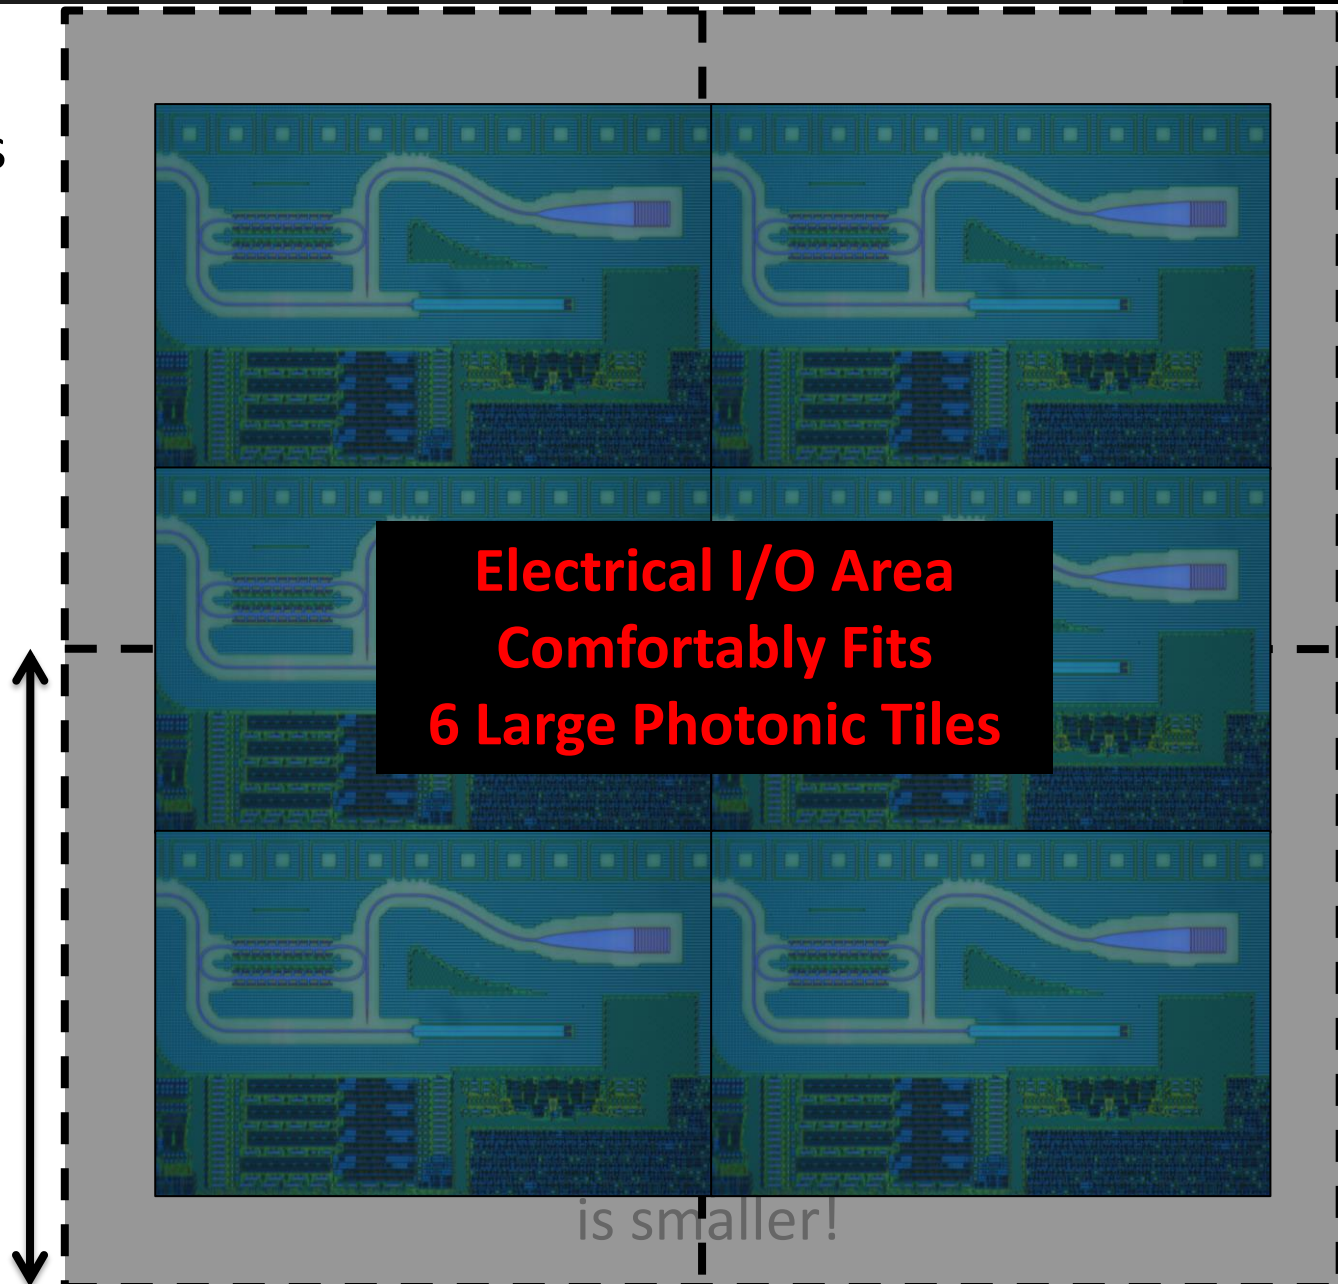 s
Electrical I/O Area
Comfortably Fits
6 Large Photonic Tiles
is smaller!